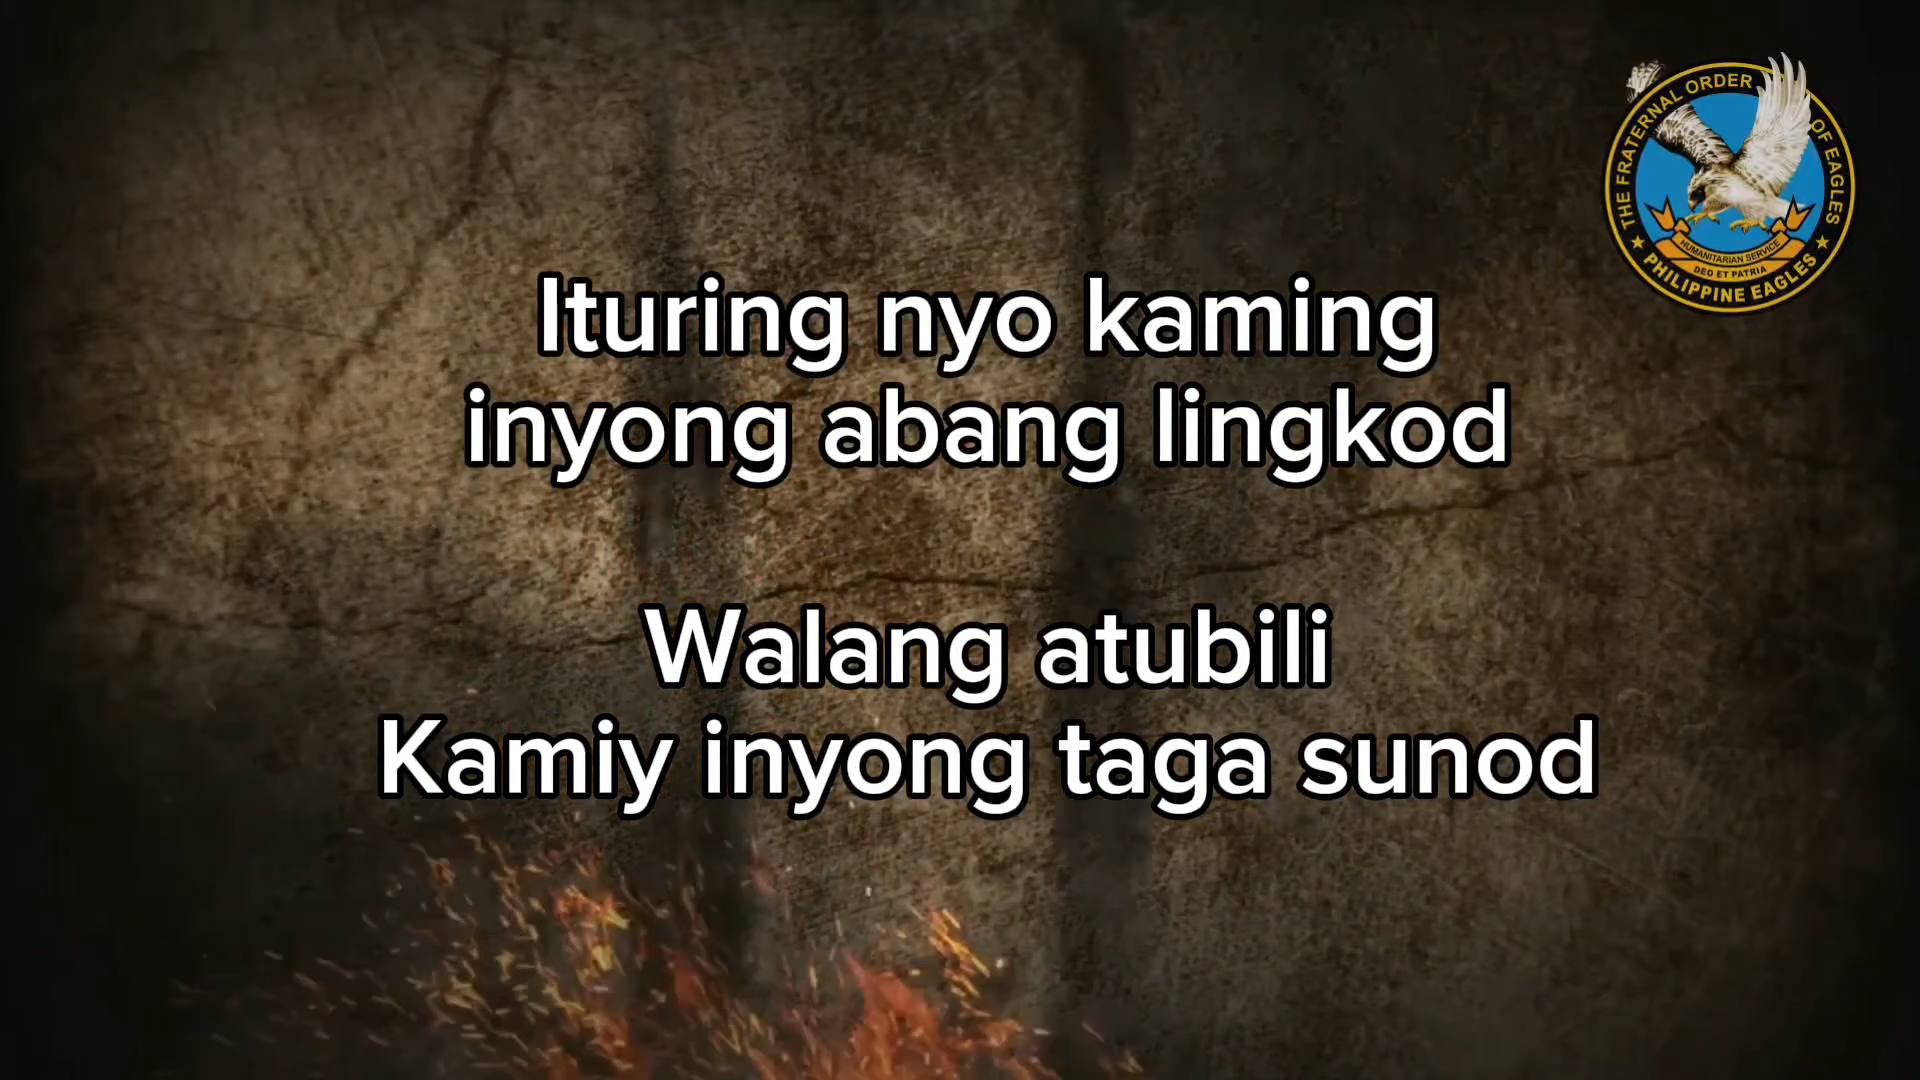 THE FRATERNAL ORDER OF EAGLES
HUMANITARIAN SERVICE
DEO ET PATRIA
PHILIPPINE EAGLES
Ituring nyo kaming
inyong abang lingkod
Walang atubili
Kamiy inyong taga sunod